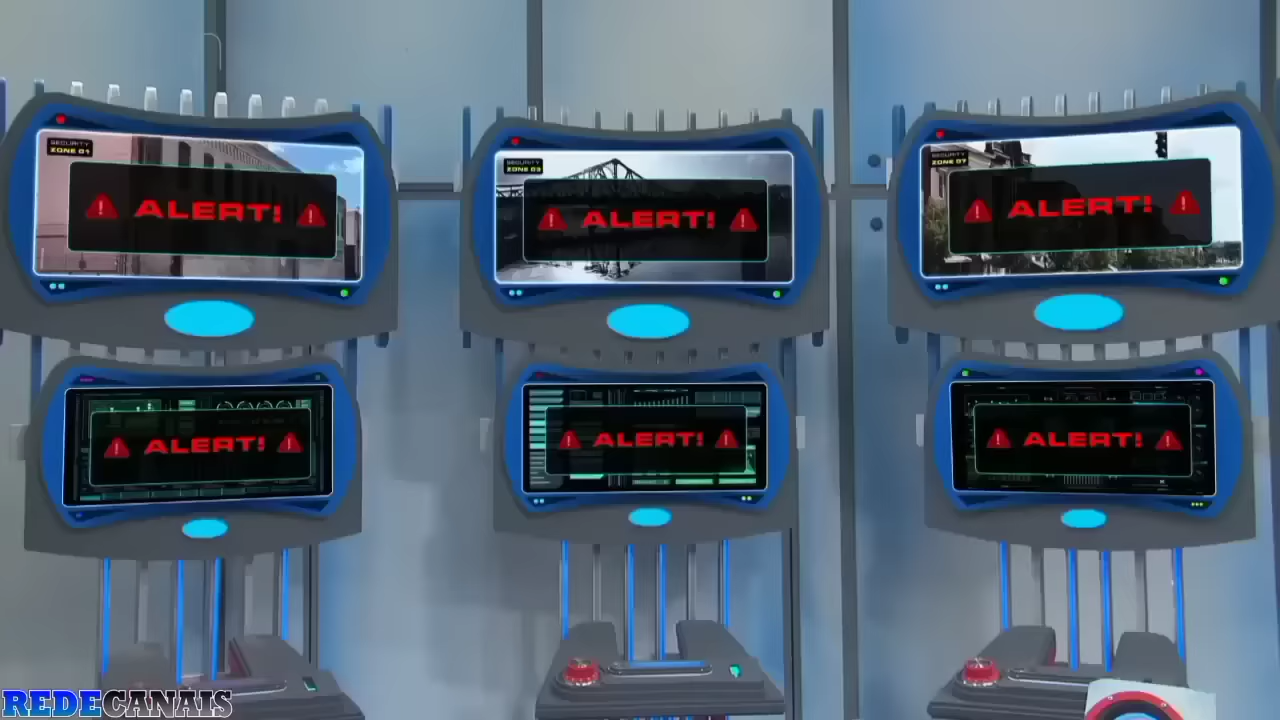 SECURITY
ZONE 01
ALERT!
SECURITY
ZONE 03
ALERT!
SECURITY
ZONE 07
ALERT!
ALERT!
ALERT!
ALERT!
REDECANAIS